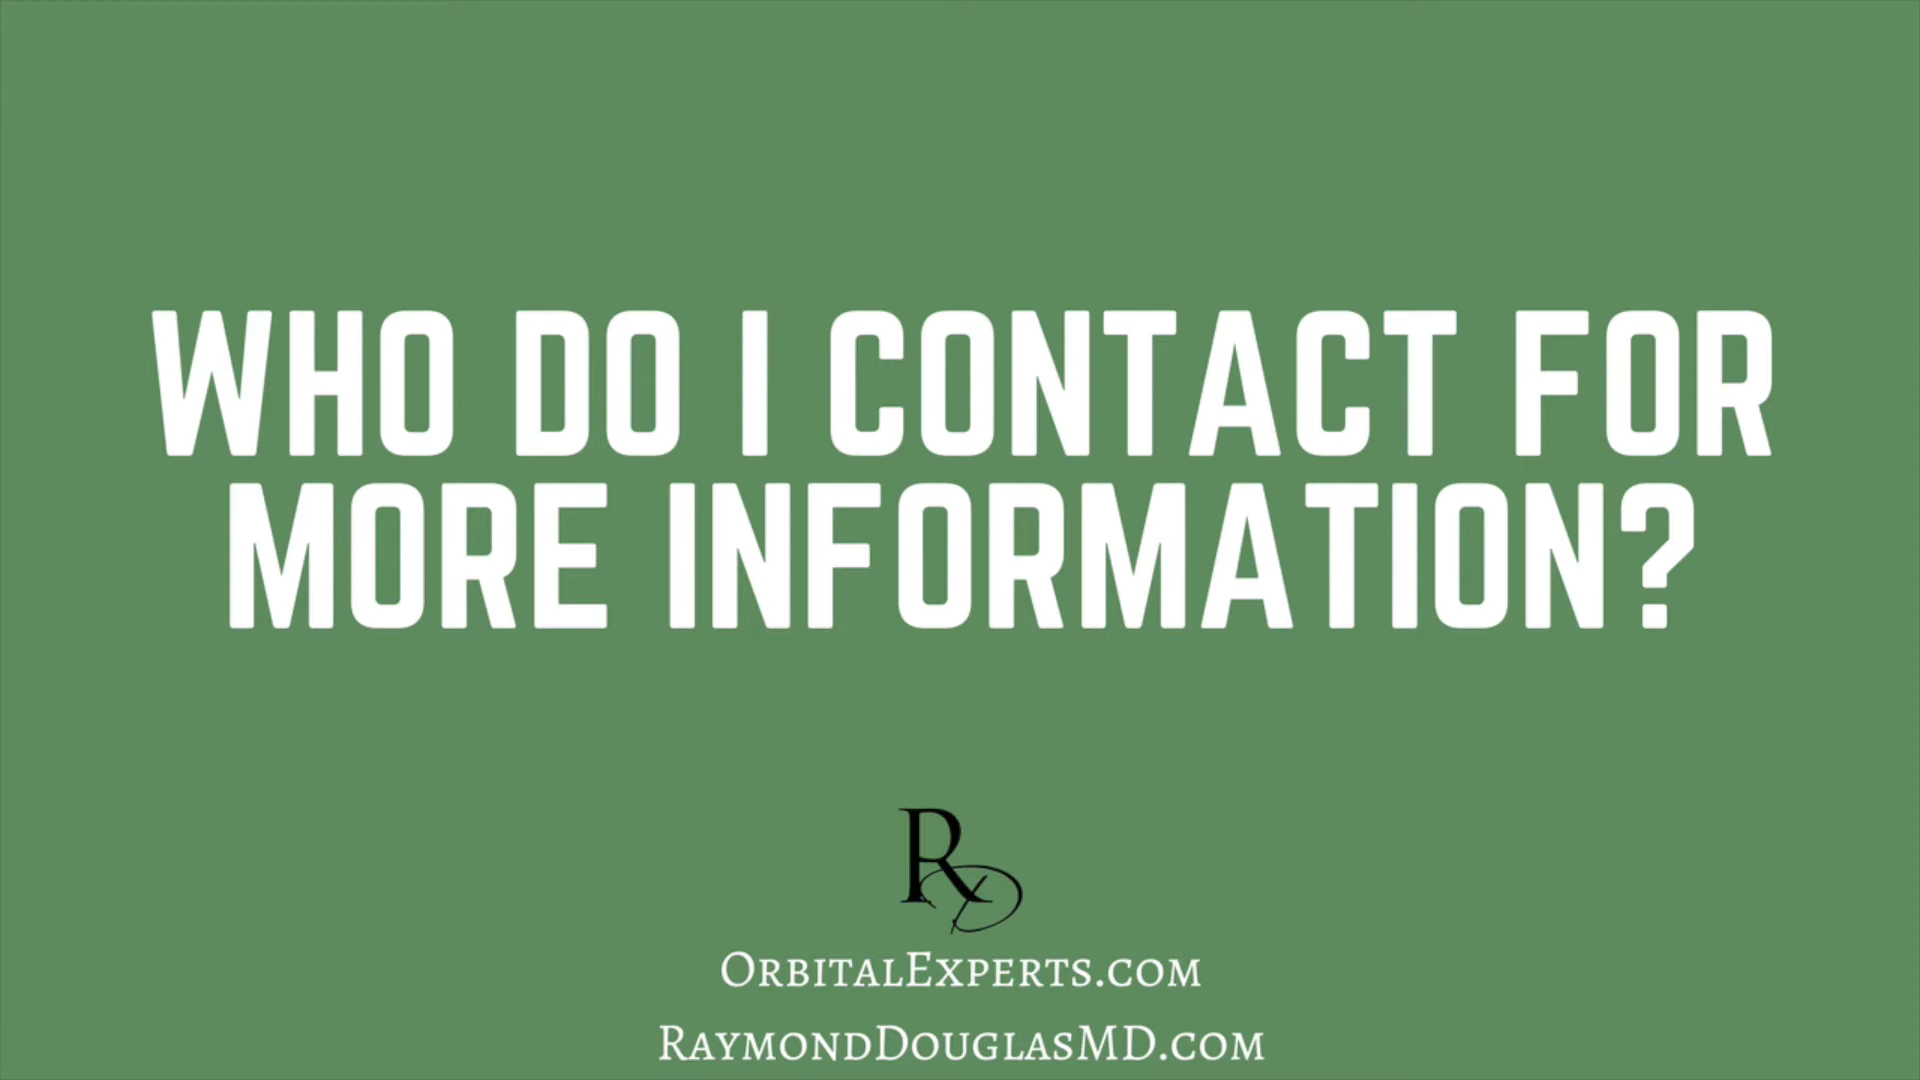 WHO DO I CONTACT FOR
MORE INFORMATION?
RD
OrbitalExperts.com
RaymondDouglasMD.com